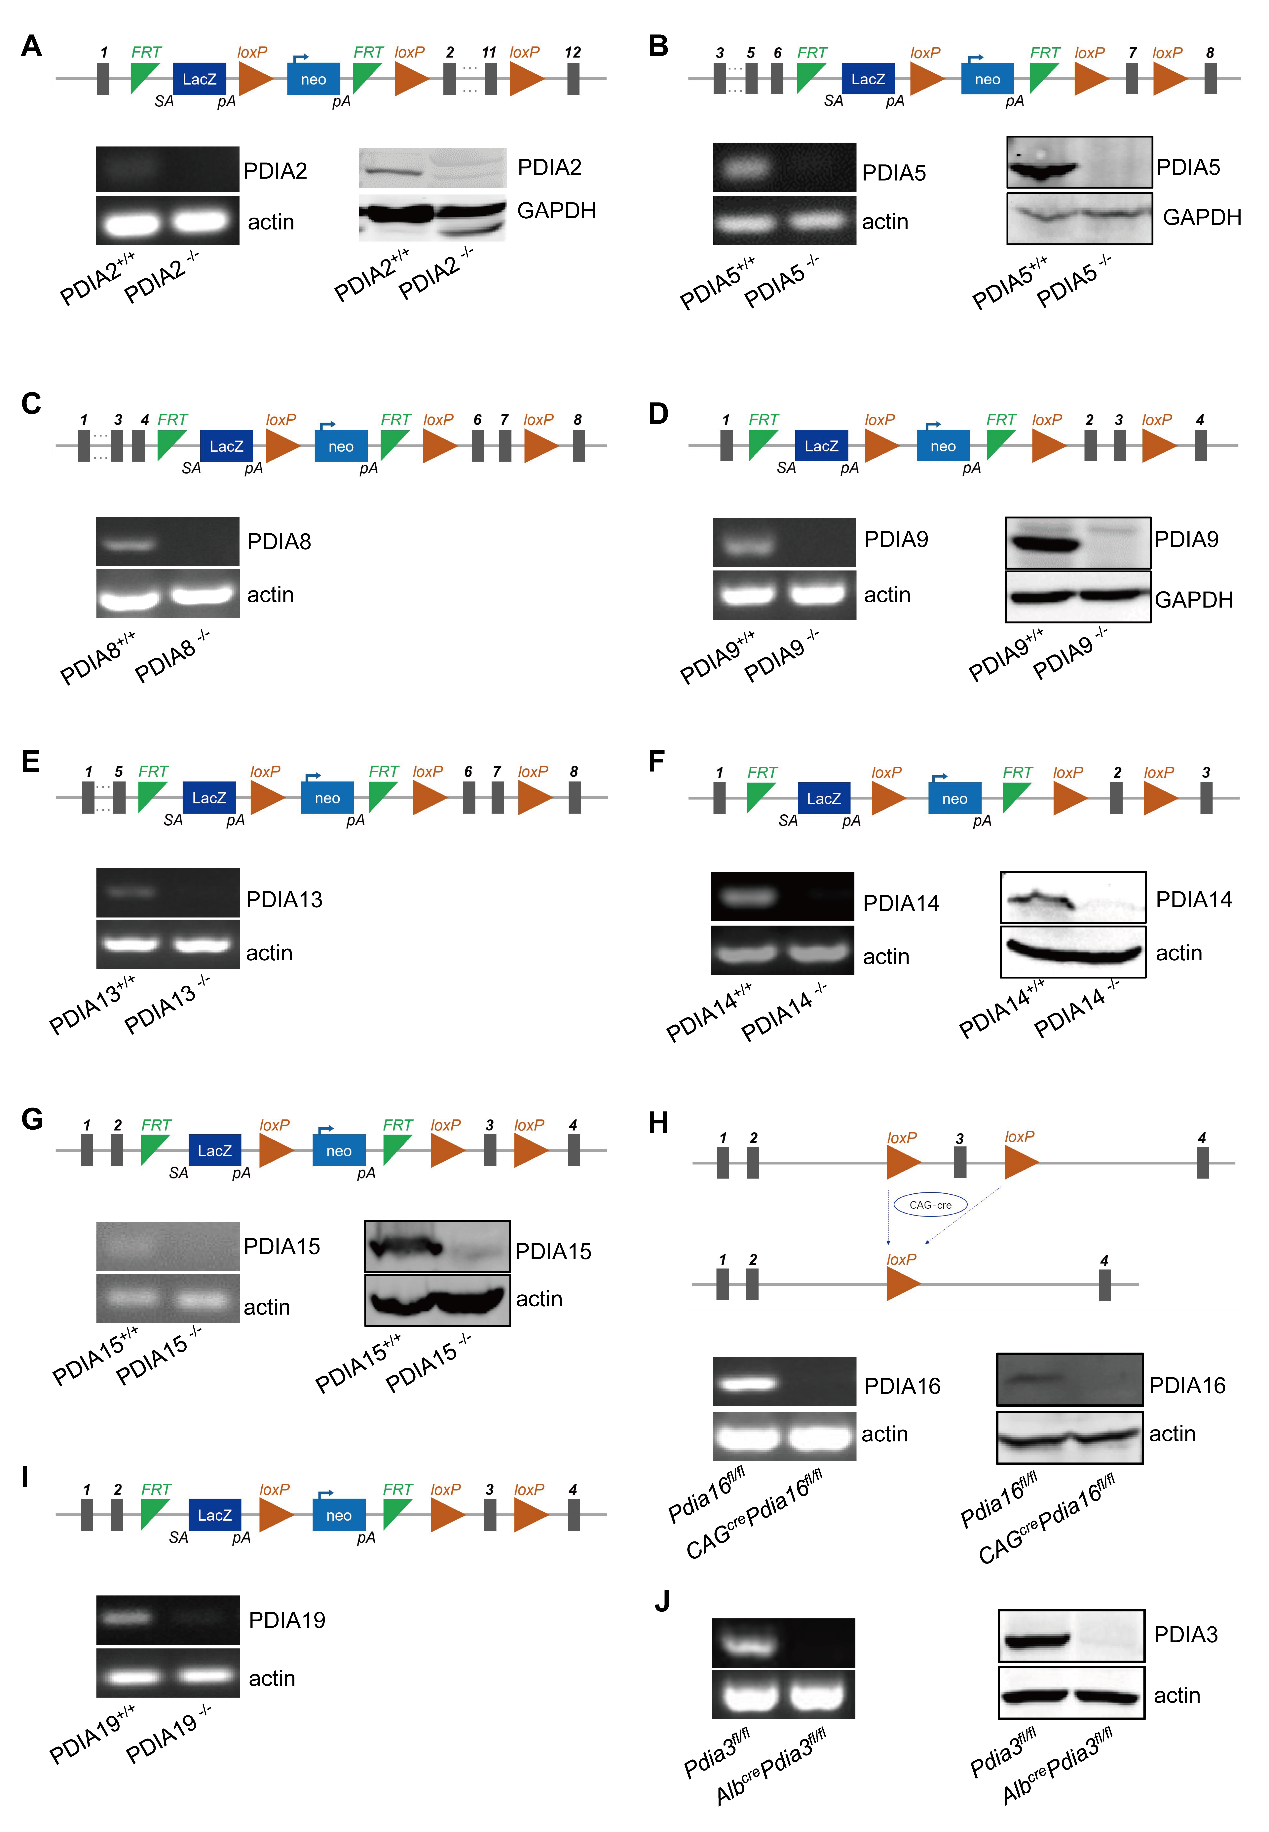 A
1 FRT loxP FRT loxP 2 11 loxP 12
LacZ neo
SA pA pA
PDIA2
actin
PDIA2+/+ PDIA2 -/-
PDIA2
GAPDH
PDIA2+/+ PDIA2 -/-
B
3 5 6 FRT loxP FRT loxP 7 loxP 8
LacZ neo
SA pA pA
PDIA5
actin
PDIA5+/+ PDIA5 -/-
PDIA5
GAPDH
PDIA5+/+ PDIA5 -/-
C
1 3 4 FRT loxP FRT loxP 6 7 loxP 8
LacZ neo
SA pA pA
PDIA8
actin
PDIA8+/+ PDIA8 -/-
D
1 FRT loxP FRT loxP 2 3 loxP 4
LacZ neo
SA pA pA
PDIA9
actin
PDIA9+/+ PDIA9 -/-
PDIA9
GAPDH
PDIA9+/+ PDIA9 -/-
E
1 5 FRT loxP FRT loxP 6 7 loxP 8
LacZ neo
SA pA pA
PDIA13
actin
PDIA13+/+ PDIA13 -/-
F
1 FRT loxP FRT loxP 2 loxP 3
LacZ neo
SA pA pA
PDIA14
actin
PDIA14+/+ PDIA14 -/-
PDIA14
actin
PDIA14+/+ PDIA14 -/-
G
1 2 FRT loxP FRT loxP 3 loxP 4
LacZ neo
SA pA pA
PDIA15
actin
PDIA15+/+ PDIA15 -/-
PDIA15
actin
PDIA15+/+ PDIA15 -/-
H
1 2 loxP 3 loxP 4
CAG-cre
1 2 loxP 4
PDIA16
actin
Pdia16fl/fl
CAGcrePdia16fl/fl
PDIA16
actin
Pdia16fl/fl
CAGcrePdia16fl/fl
I
1 2 FRT loxP FRT loxP 3 loxP 4
LacZ neo
SA pA pA
PDIA19
actin
PDIA19+/+ PDIA19 -/-
J
Pdia3fl/fl
AlbcrePdia3fl/fl
PDIA3
actin
Pdia3fl/fl
AlbcrePdia3fl/fl